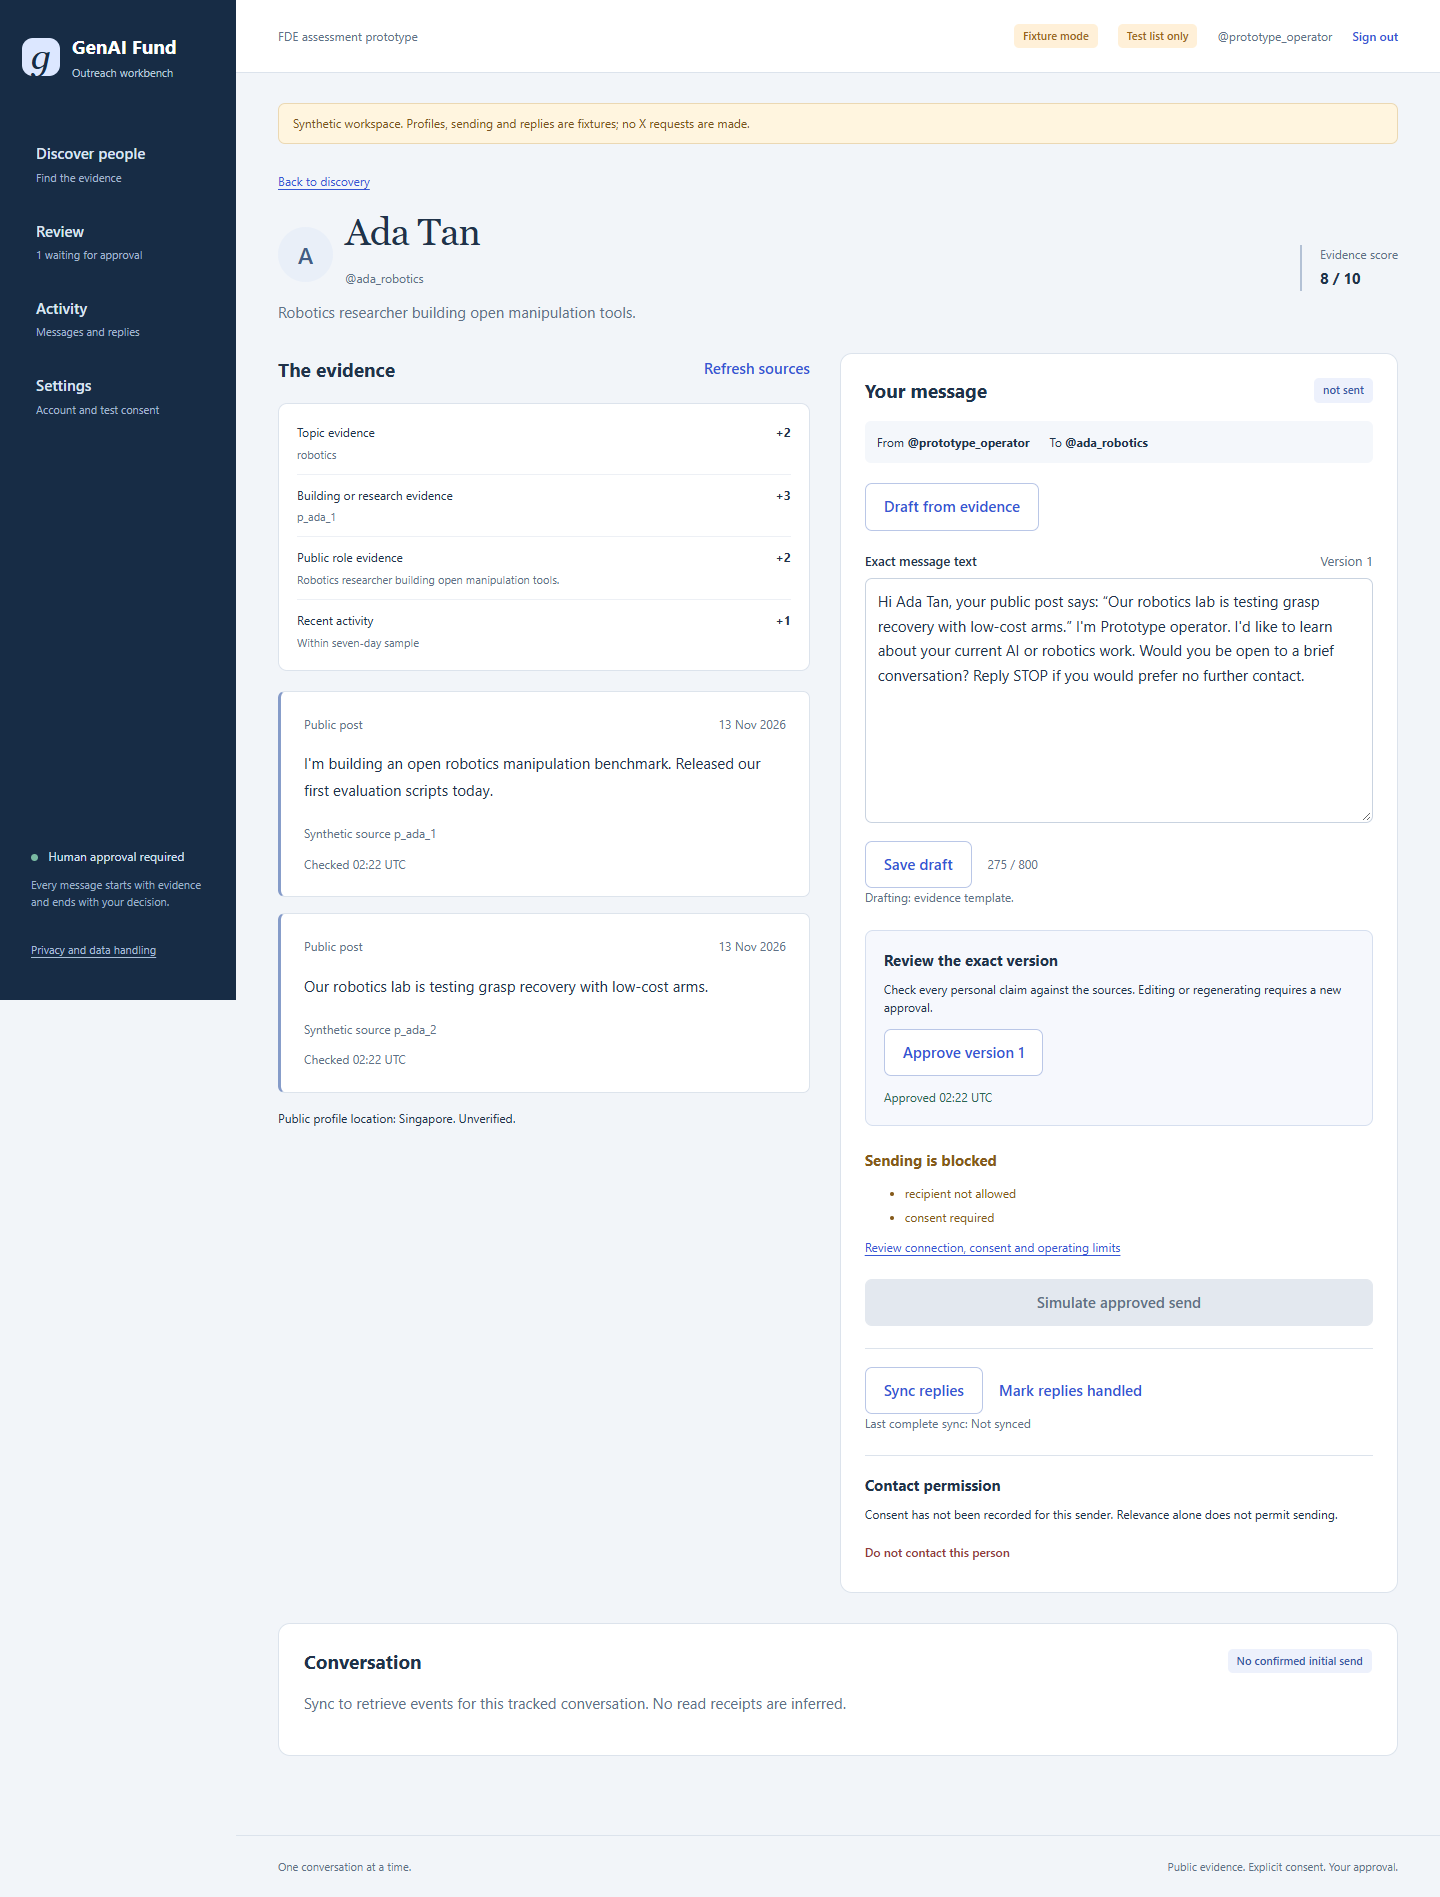 g
GenAI Fund
Outreach workbench
Discover people
Find the evidence
Review
1 waiting for approval
Activity
Messages and replies
Settings
Account and test consent
Human approval required
Every message starts with evidence
and ends with your decision.
Privacy and data handling
FDE assessment prototype
Fixture mode
Test list only
@prototype_operator
Sign out
Synthetic workspace. Profiles, sending and replies are fixtures; no X requests are made.
Back to discovery
A
Ada Tan
@ada_robotics
Robotics researcher building open manipulation tools.
Evidence score
8 / 10
The evidence
Refresh sources
Topic evidence +2
robotics
Building or research evidence +3
p_ada_1
Public role evidence +2
Robotics researcher building open manipulation tools.
Recent activity +1
Within seven-day sample
Public post 13 Nov 2026
I'm building an open robotics manipulation benchmark. Released our
first evaluation scripts today.
Synthetic source p_ada_1
Checked 02:22 UTC
Public post 13 Nov 2026
Our robotics lab is testing grasp recovery with low-cost arms.
Synthetic source p_ada_2
Checked 02:22 UTC
Public profile location: Singapore. Unverified.
Your message
not sent
From @prototype_operator To @ada_robotics
Draft from evidence
Exact message text Version 1
Hi Ada Tan, your public post says: “Our robotics lab is testing grasp
recovery with low-cost arms.” I'm Prototype operator. I'd like to learn
about your current AI or robotics work. Would you be open to a brief
conversation? Reply STOP if you would prefer no further contact.
Save draft 275 / 800
Drafting: evidence template.
Review the exact version
Check every personal claim against the sources. Editing or regenerating requires a new
approval.
Approve version 1
Approved 02:22 UTC
Sending is blocked
• recipient not allowed
• consent required
Review connection, consent and operating limits
Simulate approved send
Sync replies Mark replies handled
Last complete sync: Not synced
Contact permission
Consent has not been recorded for this sender. Relevance alone does not permit sending.
Do not contact this person
Conversation
No confirmed initial send
Sync to retrieve events for this tracked conversation. No read receipts are inferred.
One conversation at a time.
Public evidence. Explicit consent. Your approval.